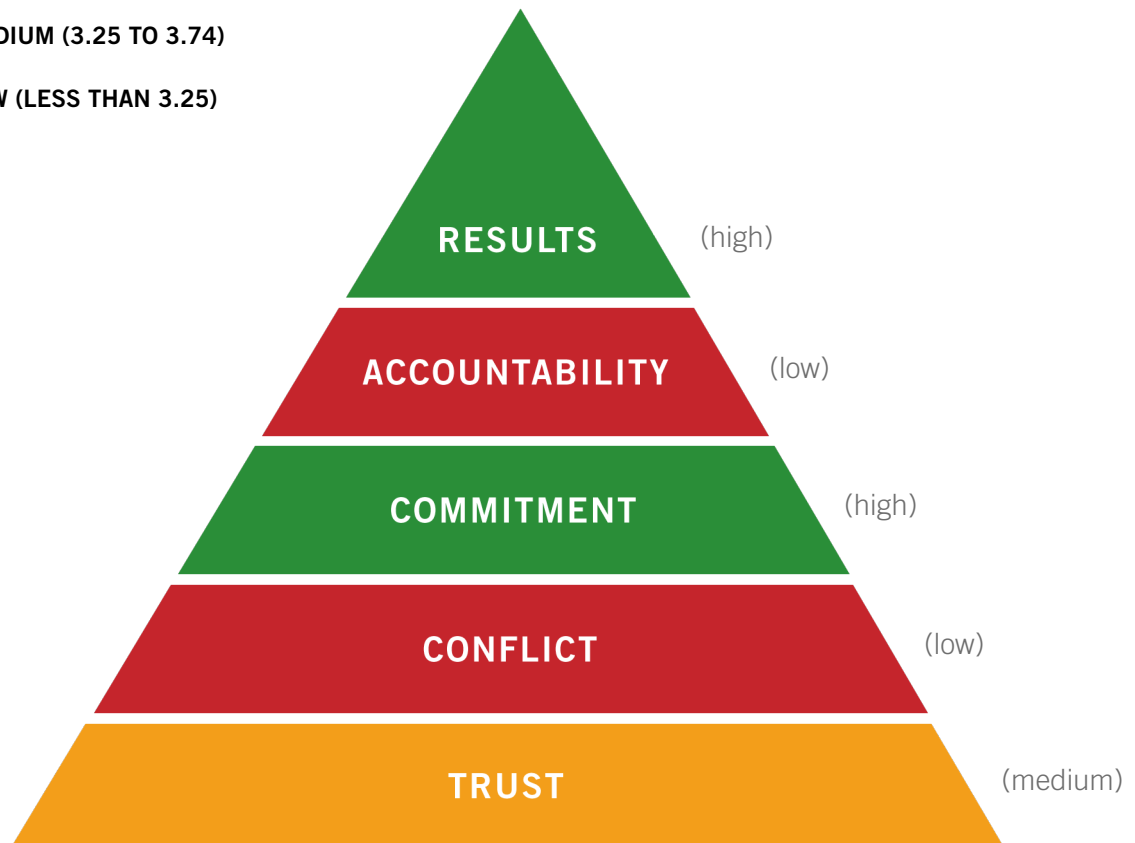 DIUM (3.25 TO 3.74)
W (LESS THAN 3.25)
RESULTS (high)
ACCOUNTABILITY (low)
COMMITMENT (high)
CONFLICT (low)
TRUST (medium)